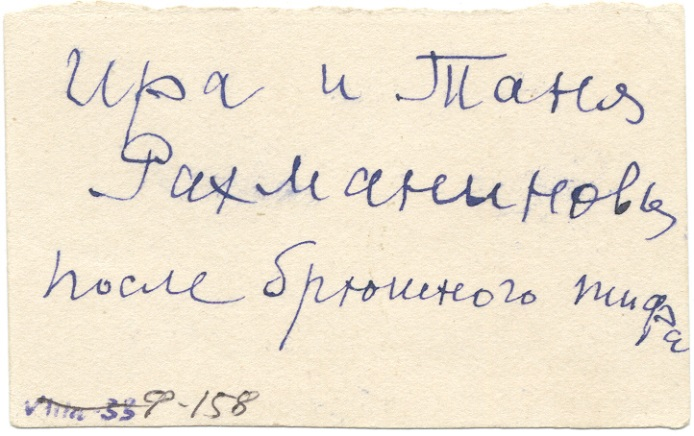 Ира и Таня
Рахманиновы
после брюшного тифа
Ф-158